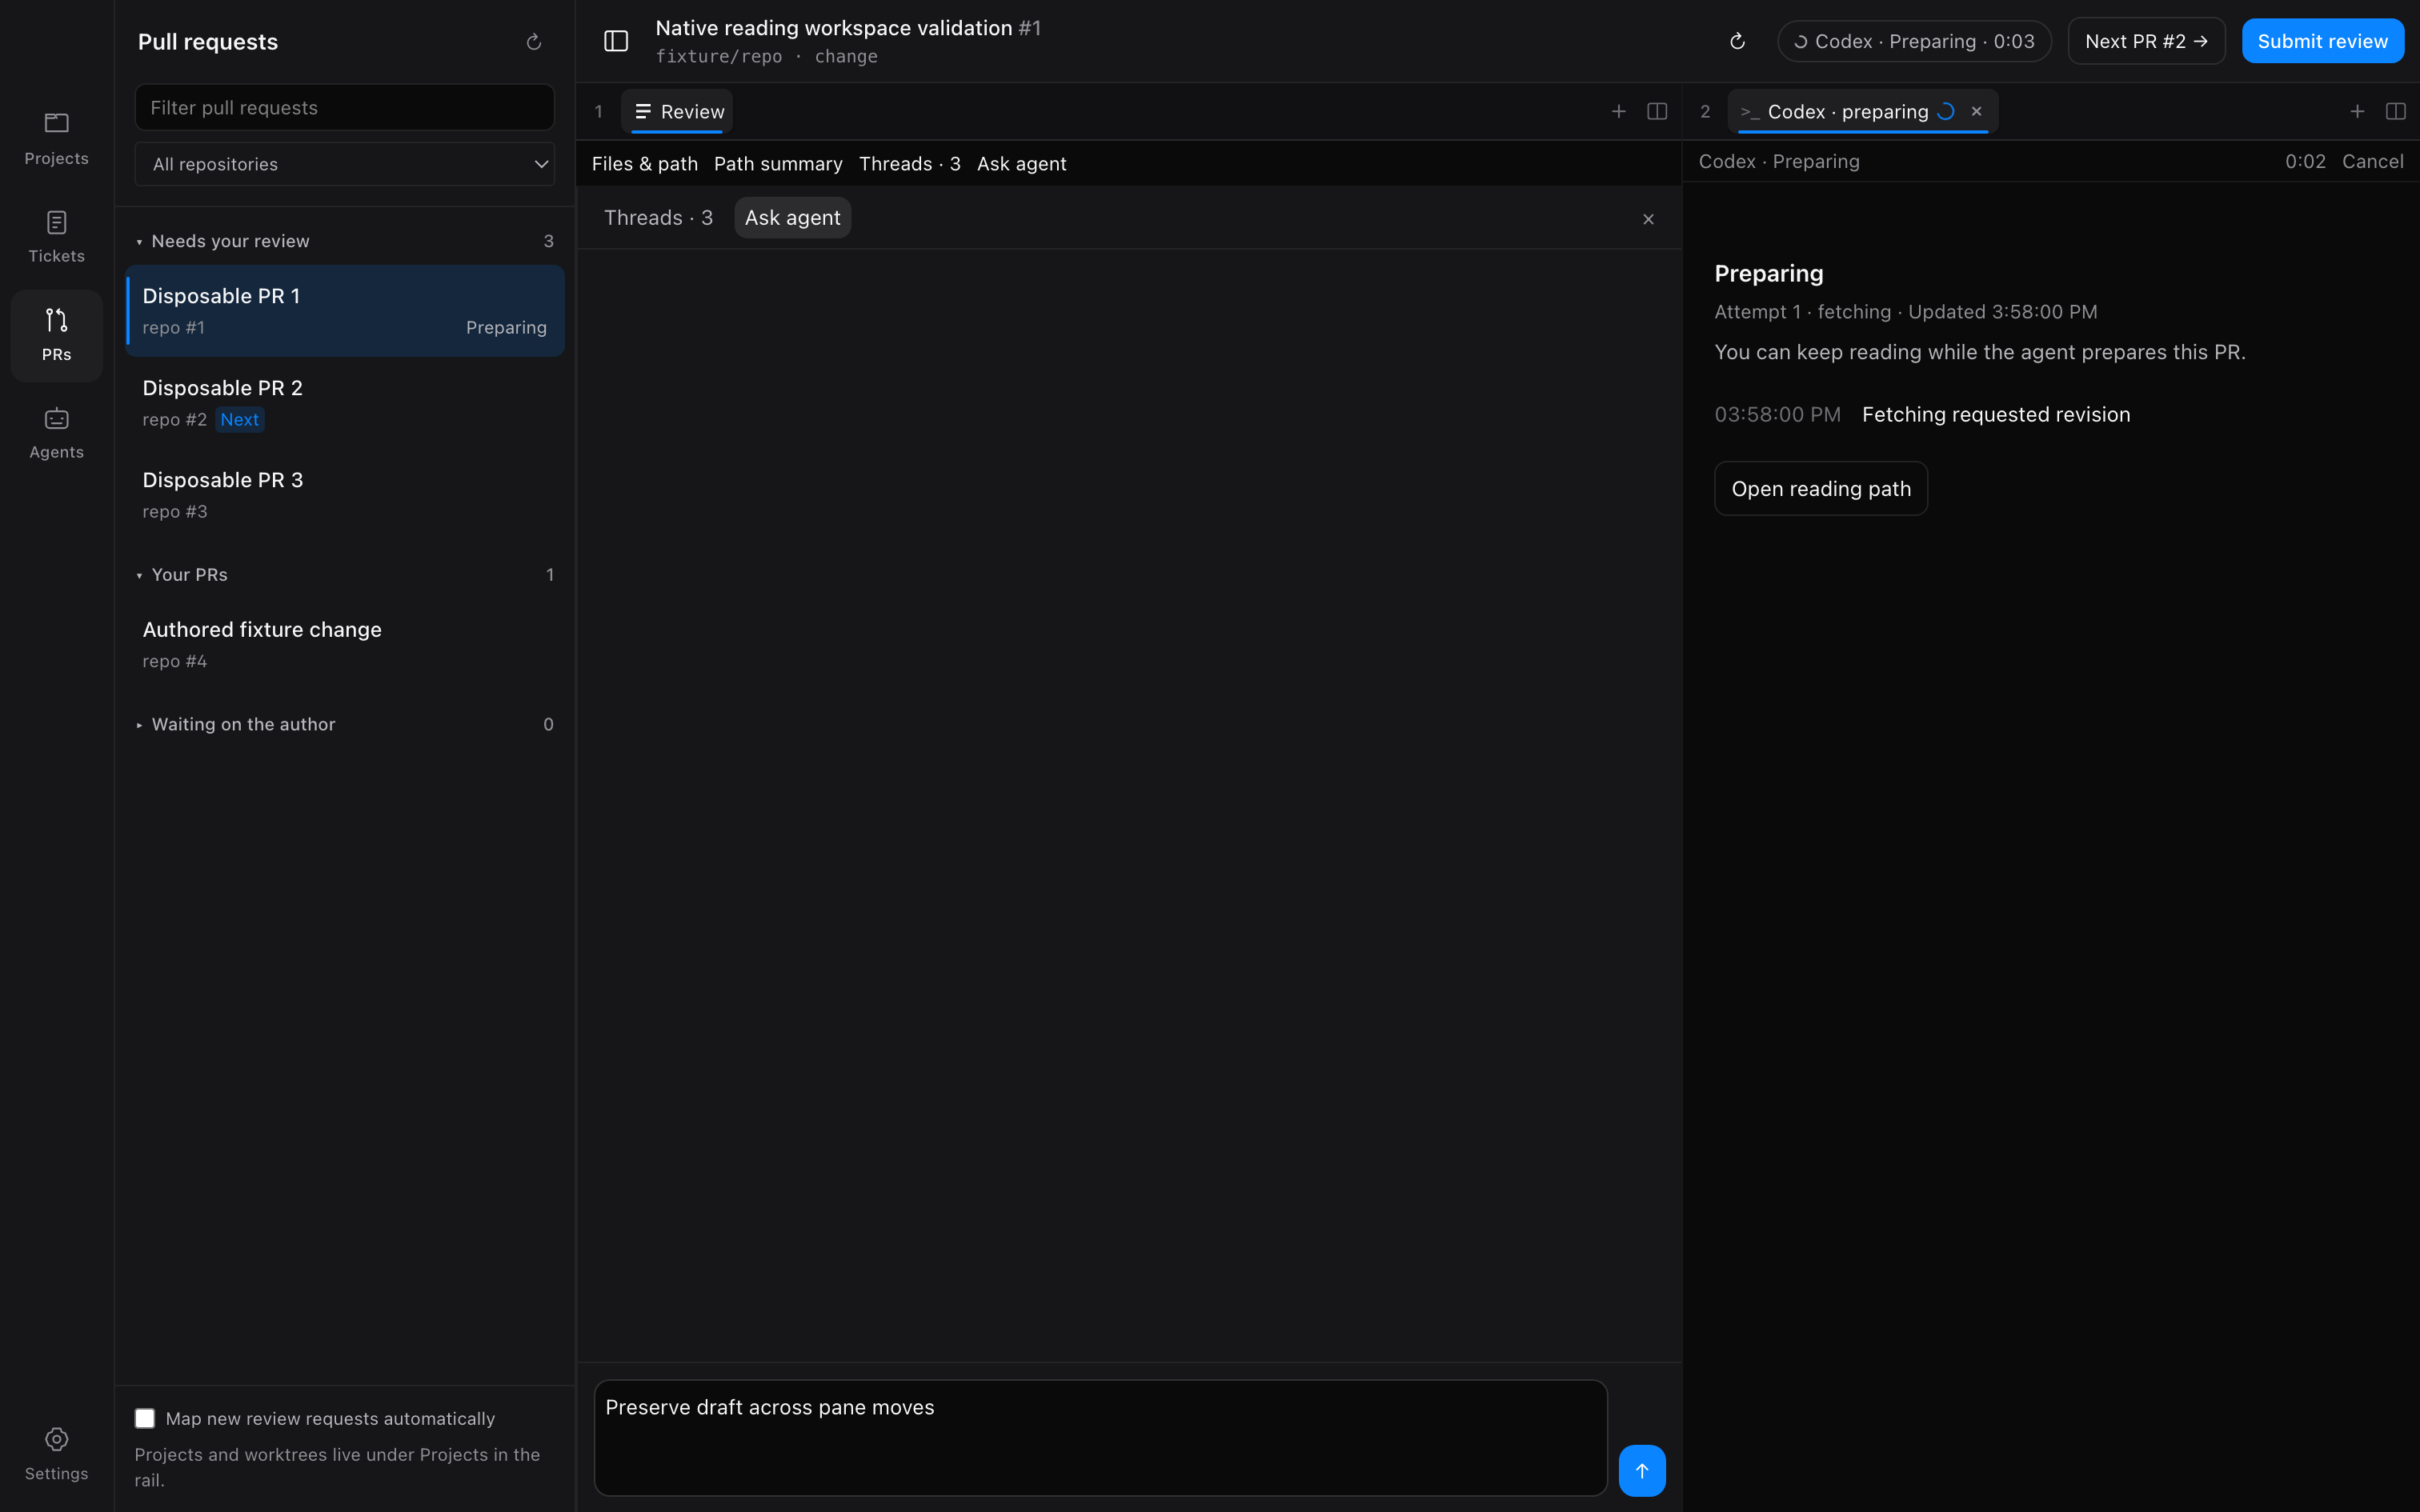 Projects
Tickets
PRs
Agents
Settings
Pull requests
Filter pull requests
All repositories
Needs your review 3
Disposable PR 1
repo #1 Preparing
Disposable PR 2
repo #2 Next
Disposable PR 3
repo #3
Your PRs 1
Authored fixture change
repo #4
Waiting on the author 0
Map new review requests automatically
Projects and worktrees live under Projects in the
rail.
Native reading workspace validation #1
fixture/repo · change
Codex · Preparing · 0:03
Next PR #2 →
Submit review
1 Review
Files & path Path summary Threads · 3 Ask agent
Threads · 3 Ask agent
Preserve draft across pane moves
2 >_ Codex · preparing
Codex · Preparing 0:02 Cancel
Preparing
Attempt 1 · fetching · Updated 3:58:00 PM
You can keep reading while the agent prepares this PR.
03:58:00 PM Fetching requested revision
Open reading path